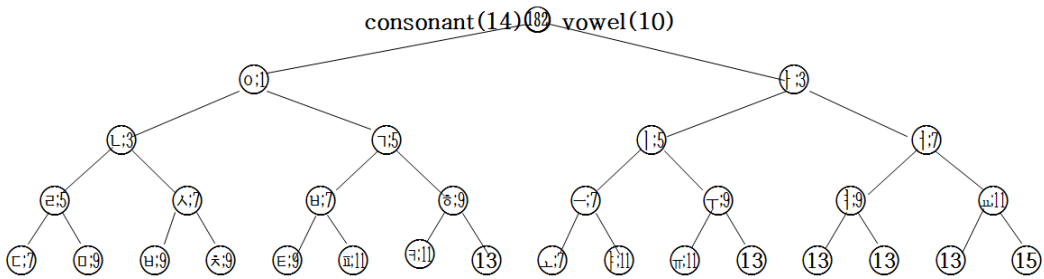 consonant(14) 182 vowel(10)
ㅇ;1 ㅏ;3
ㄴ;3 ㄱ;5 ㅣ;5 ㅓ;7
ㄹ;5 ㅅ;7 ㅂ;7 ㅎ;9 ㅡ;7 ㅜ;9 ㅕ;9 ㅛ;11
ㄷ;7 ㅁ;9 ㅂ;9 ㅊ;9 ㅌ;9 ㅍ;11 ㅋ;11 13 ㅗ;7 ㅑ;11 ㅠ;11 13 13 13 13 15